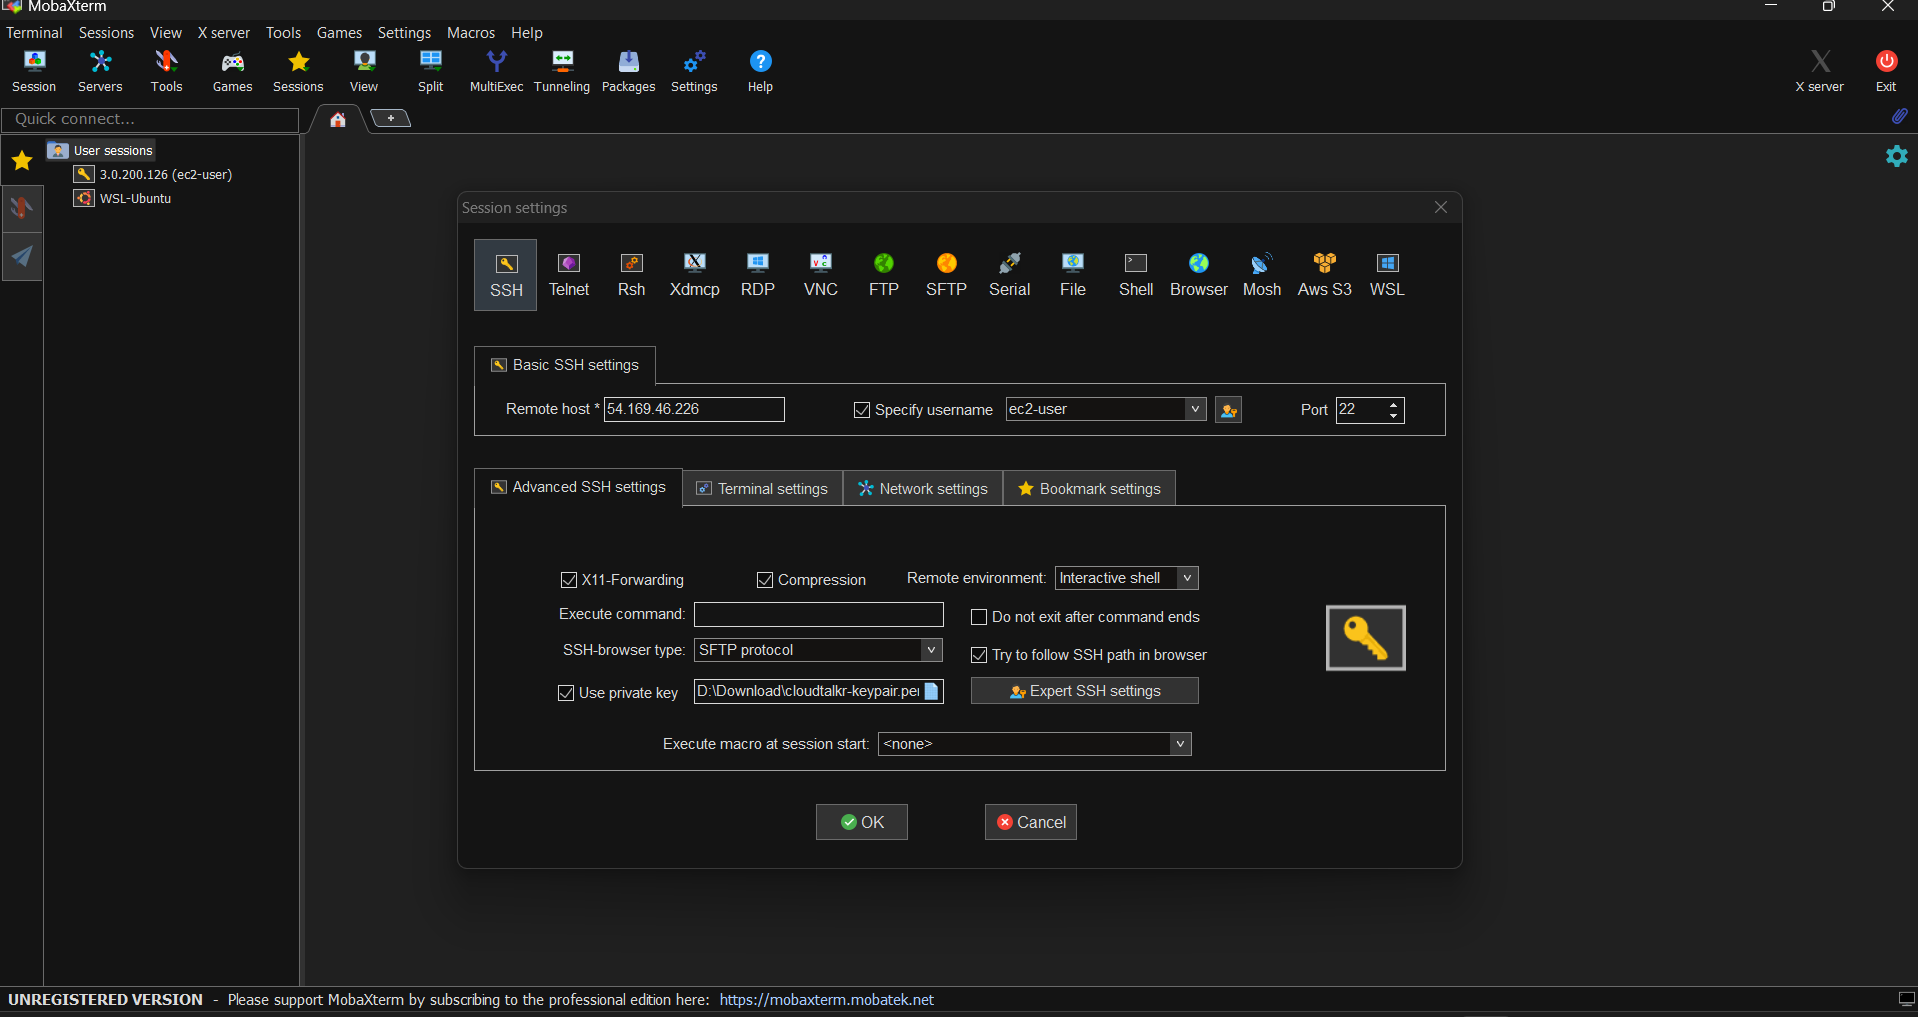 MobaXterm
Terminal Sessions View X server Tools Games Settings Macros Help
Session Servers Tools Games Sessions View Split MultiExec Tunneling Packages Settings Help X server Exit
Quick connect...
User sessions
3.0.200.126 (ec2-user)
WSL-Ubuntu
Session settings
SSH Telnet Rsh Xdmcp RDP VNC FTP SFTP Serial File Shell Browser Mosh Aws S3 WSL
Basic SSH settings
Remote host * 54.169.46.226 Specify username ec2-user Port 22
Advanced SSH settings Terminal settings Network settings Bookmark settings
X11-Forwarding Compression Remote environment: Interactive shell
Execute command: Do not exit after command ends
SSH-browser type: SFTP protocol Try to follow SSH path in browser
Use private key D:\Download\cloudtalkr-keypair.pe Expert SSH settings
Execute macro at session start: <none>
OK Cancel
UNREGISTERED VERSION - Please support MobaXterm by subscribing to the professional edition here: https://mobaxterm.mobatek.net